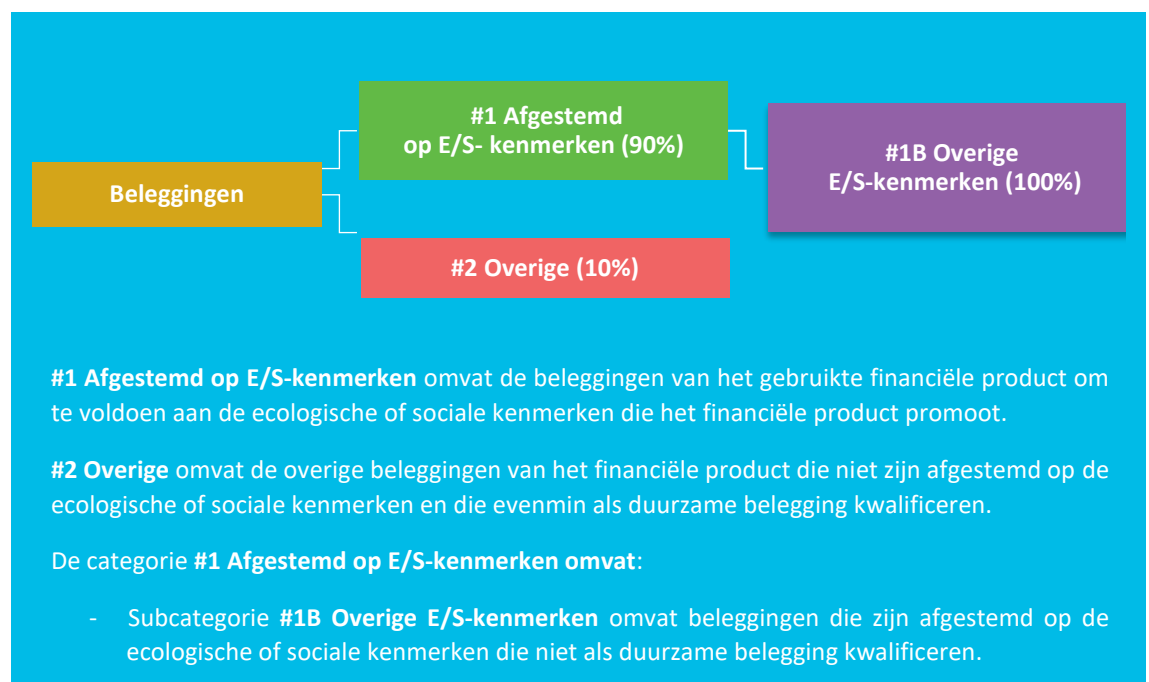 #1 Afgestemd
op E/S- kenmerken (90%)
#1B Overige
E/S-kenmerken (100%)
Beleggingen
#2 Overige (10%)
#1 Afgestemd op E/S-kenmerken omvat de beleggingen van het gebruikte financiële product om
te voldoen aan de ecologische of sociale kenmerken die het financiële product promoot.
#2 Overige omvat de overige beleggingen van het financiële product die niet zijn afgestemd op de
ecologische of sociale kenmerken en die evenmin als duurzame belegging kwalificeren.
De categorie #1 Afgestemd op E/S-kenmerken omvat:
- Subcategorie #1B Overige E/S-kenmerken omvat beleggingen die zijn afgestemd op de
ecologische of sociale kenmerken die niet als duurzame belegging kwalificeren.